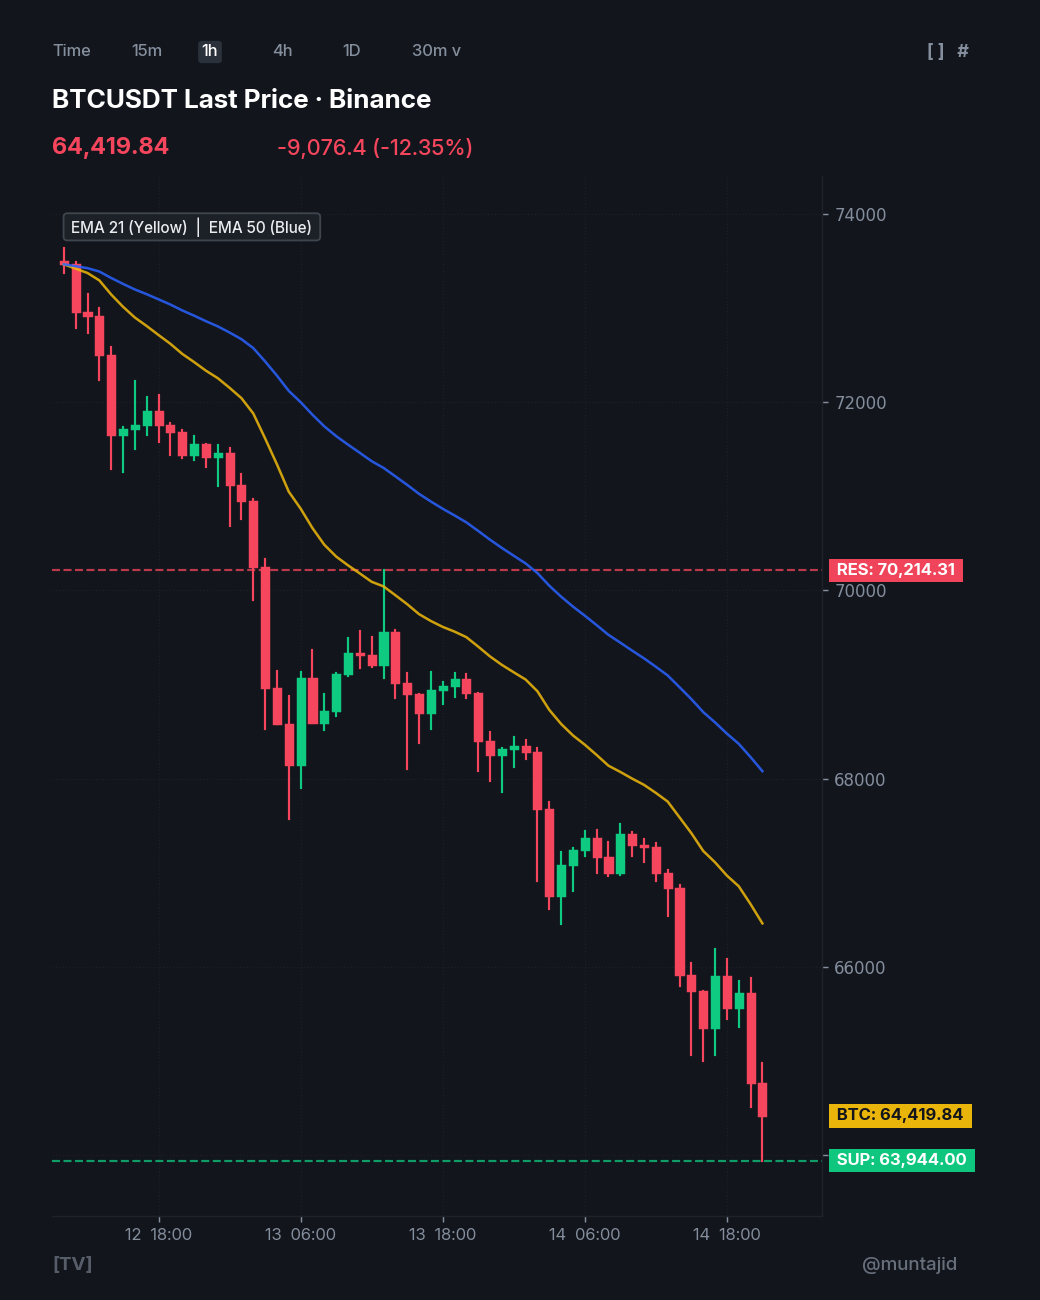 Time 15m 1h 4h 1D 30m v [ ] #
BTCUSDT Last Price · Binance
64,419.84 -9,076.4 (-12.35%)
EMA 21 (Yellow) | EMA 50 (Blue)
74000
72000
RES: 70,214.31
70000
68000
66000
BTC: 64,419.84
SUP: 63,944.00
12 18:00 13 06:00 13 18:00 14 06:00 14 18:00
[TV] @muntajid